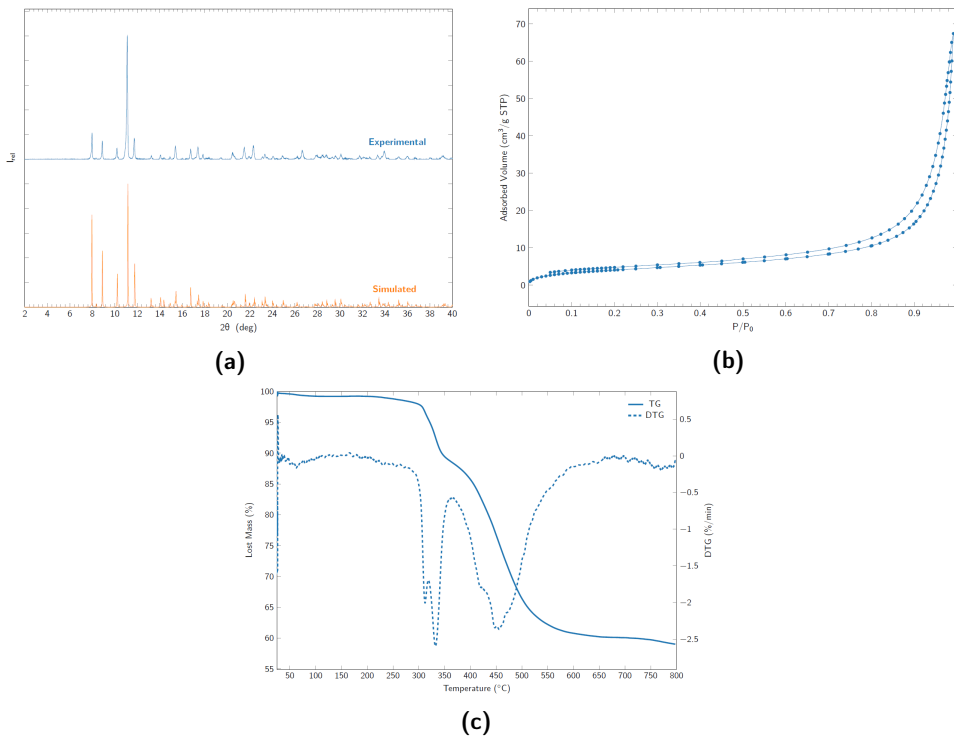 I_rel
Experimental
Simulated
2 4 6 8 10 12 14 16 18 20 22 24 26 28 30 32 34 36 38 40
2θ (deg)
(a)
70
60
50
40
30
20
10
0
Adsorbed Volume (cm³/g STP)
0 0.1 0.2 0.3 0.4 0.5 0.6 0.7 0.8 0.9
P/P₀
(b)
100
95
90
85
80
75
70
65
60
55
Lost Mass (%)
TG
DTG
0.5
0
−0.5
−1
−1.5
−2
−2.5
DTG (%/min)
50 100 150 200 250 300 350 400 450 500 550 600 650 700 750 800
Temperature (°C)
(c)